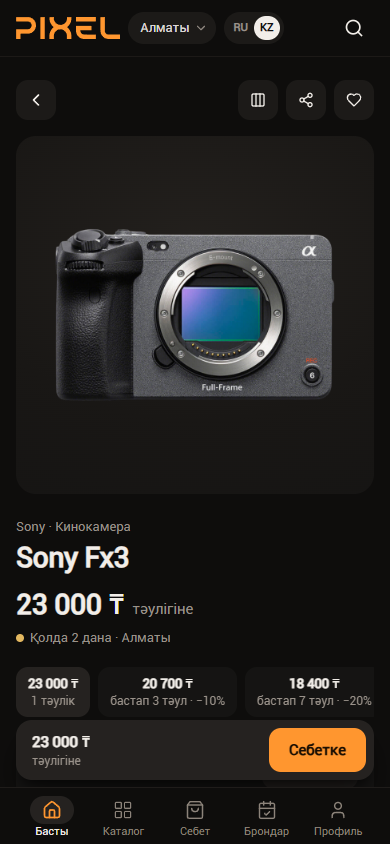 PIXEL
Алматы
RU KZ
α
E-mount
Full-Frame
6
Sony · Кинокамера
Sony Fx3
23 000 ₸ тәулігіне
Қолда 2 дана · Алматы
23 000 ₸
1 тәулік
20 700 ₸
бастап 3 тәул · −10%
18 400 ₸
бастап 7 тәул · −20%
23 000 ₸
тәулігіне
Себетке
Басты
Каталог
Себет
Брондар
Профиль